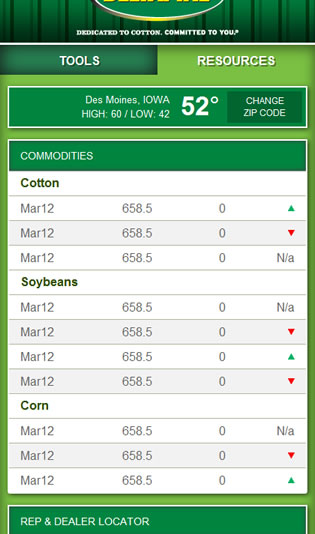 DEDICATED TO COTTON. COMMITTED TO YOU.®
TOOLS RESOURCES
Des Moines, IOWA
HIGH: 60 / LOW: 42
52°
CHANGE
ZIP CODE
COMMODITIES
Cotton
Mar12 658.5 0
Mar12 658.5 0
Mar12 658.5 0 N/a
Soybeans
Mar12 658.5 0 N/a
Mar12 658.5 0
Mar12 658.5 0
Mar12 658.5 0
Corn
Mar12 658.5 0 N/a
Mar12 658.5 0
Mar12 658.5 0
REP & DEALER LOCATOR